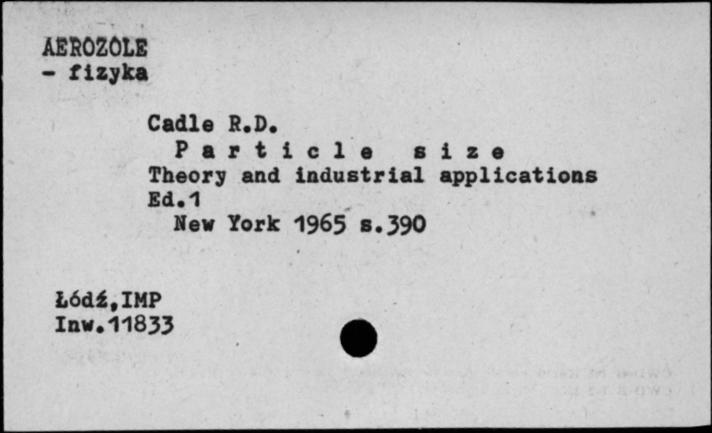 AEROZOLE
- fizyka
Cadle R.D.
P a r t i c l e  s i z e
Theory and industrial applications
Ed.1
New York 1965 s.390
Łódź,IMP
Inw.11833